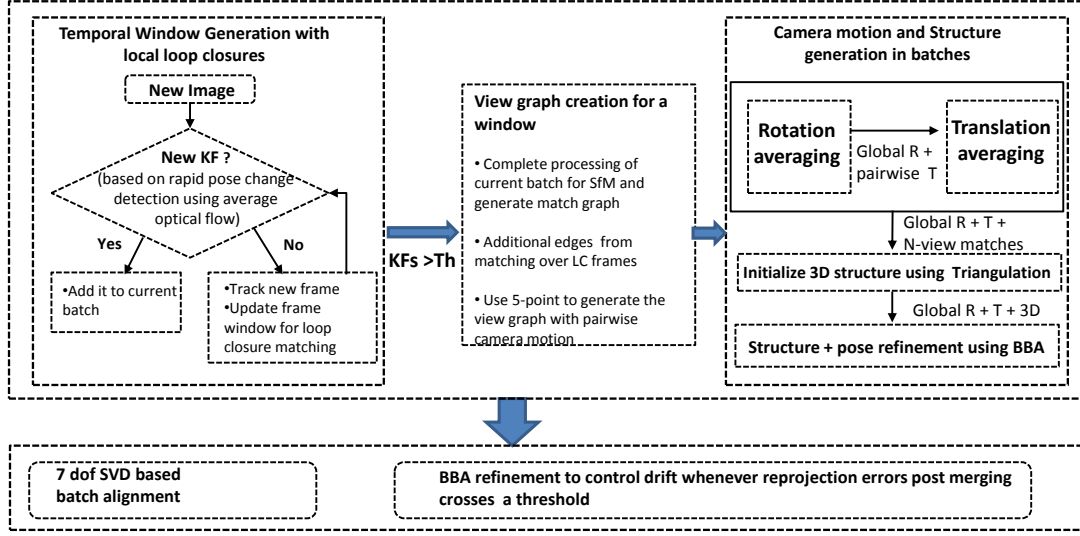 Temporal Window Generation with
local loop closures
New Image
New KF ?
(based on rapid pose change
detection using average
optical flow)
Yes
No
•Add it to current
batch
•Track new frame
•Update frame
window for loop
closure matching
KFs >Th
View graph creation for a
window
• Complete processing of
current batch for SfM and
generate match graph
• Additional edges from
matching over LC frames
• Use 5-point to generate the
view graph with pairwise
camera motion
Camera motion and Structure
generation in batches
Rotation
averaging
Global R +
pairwise T
Translation
averaging
Global R + T +
N-view matches
Initialize 3D structure using Triangulation
Global R + T + 3D
Structure + pose refinement using BBA
7 dof SVD based
batch alignment
BBA refinement to control drift whenever reprojection errors post merging
crosses a threshold